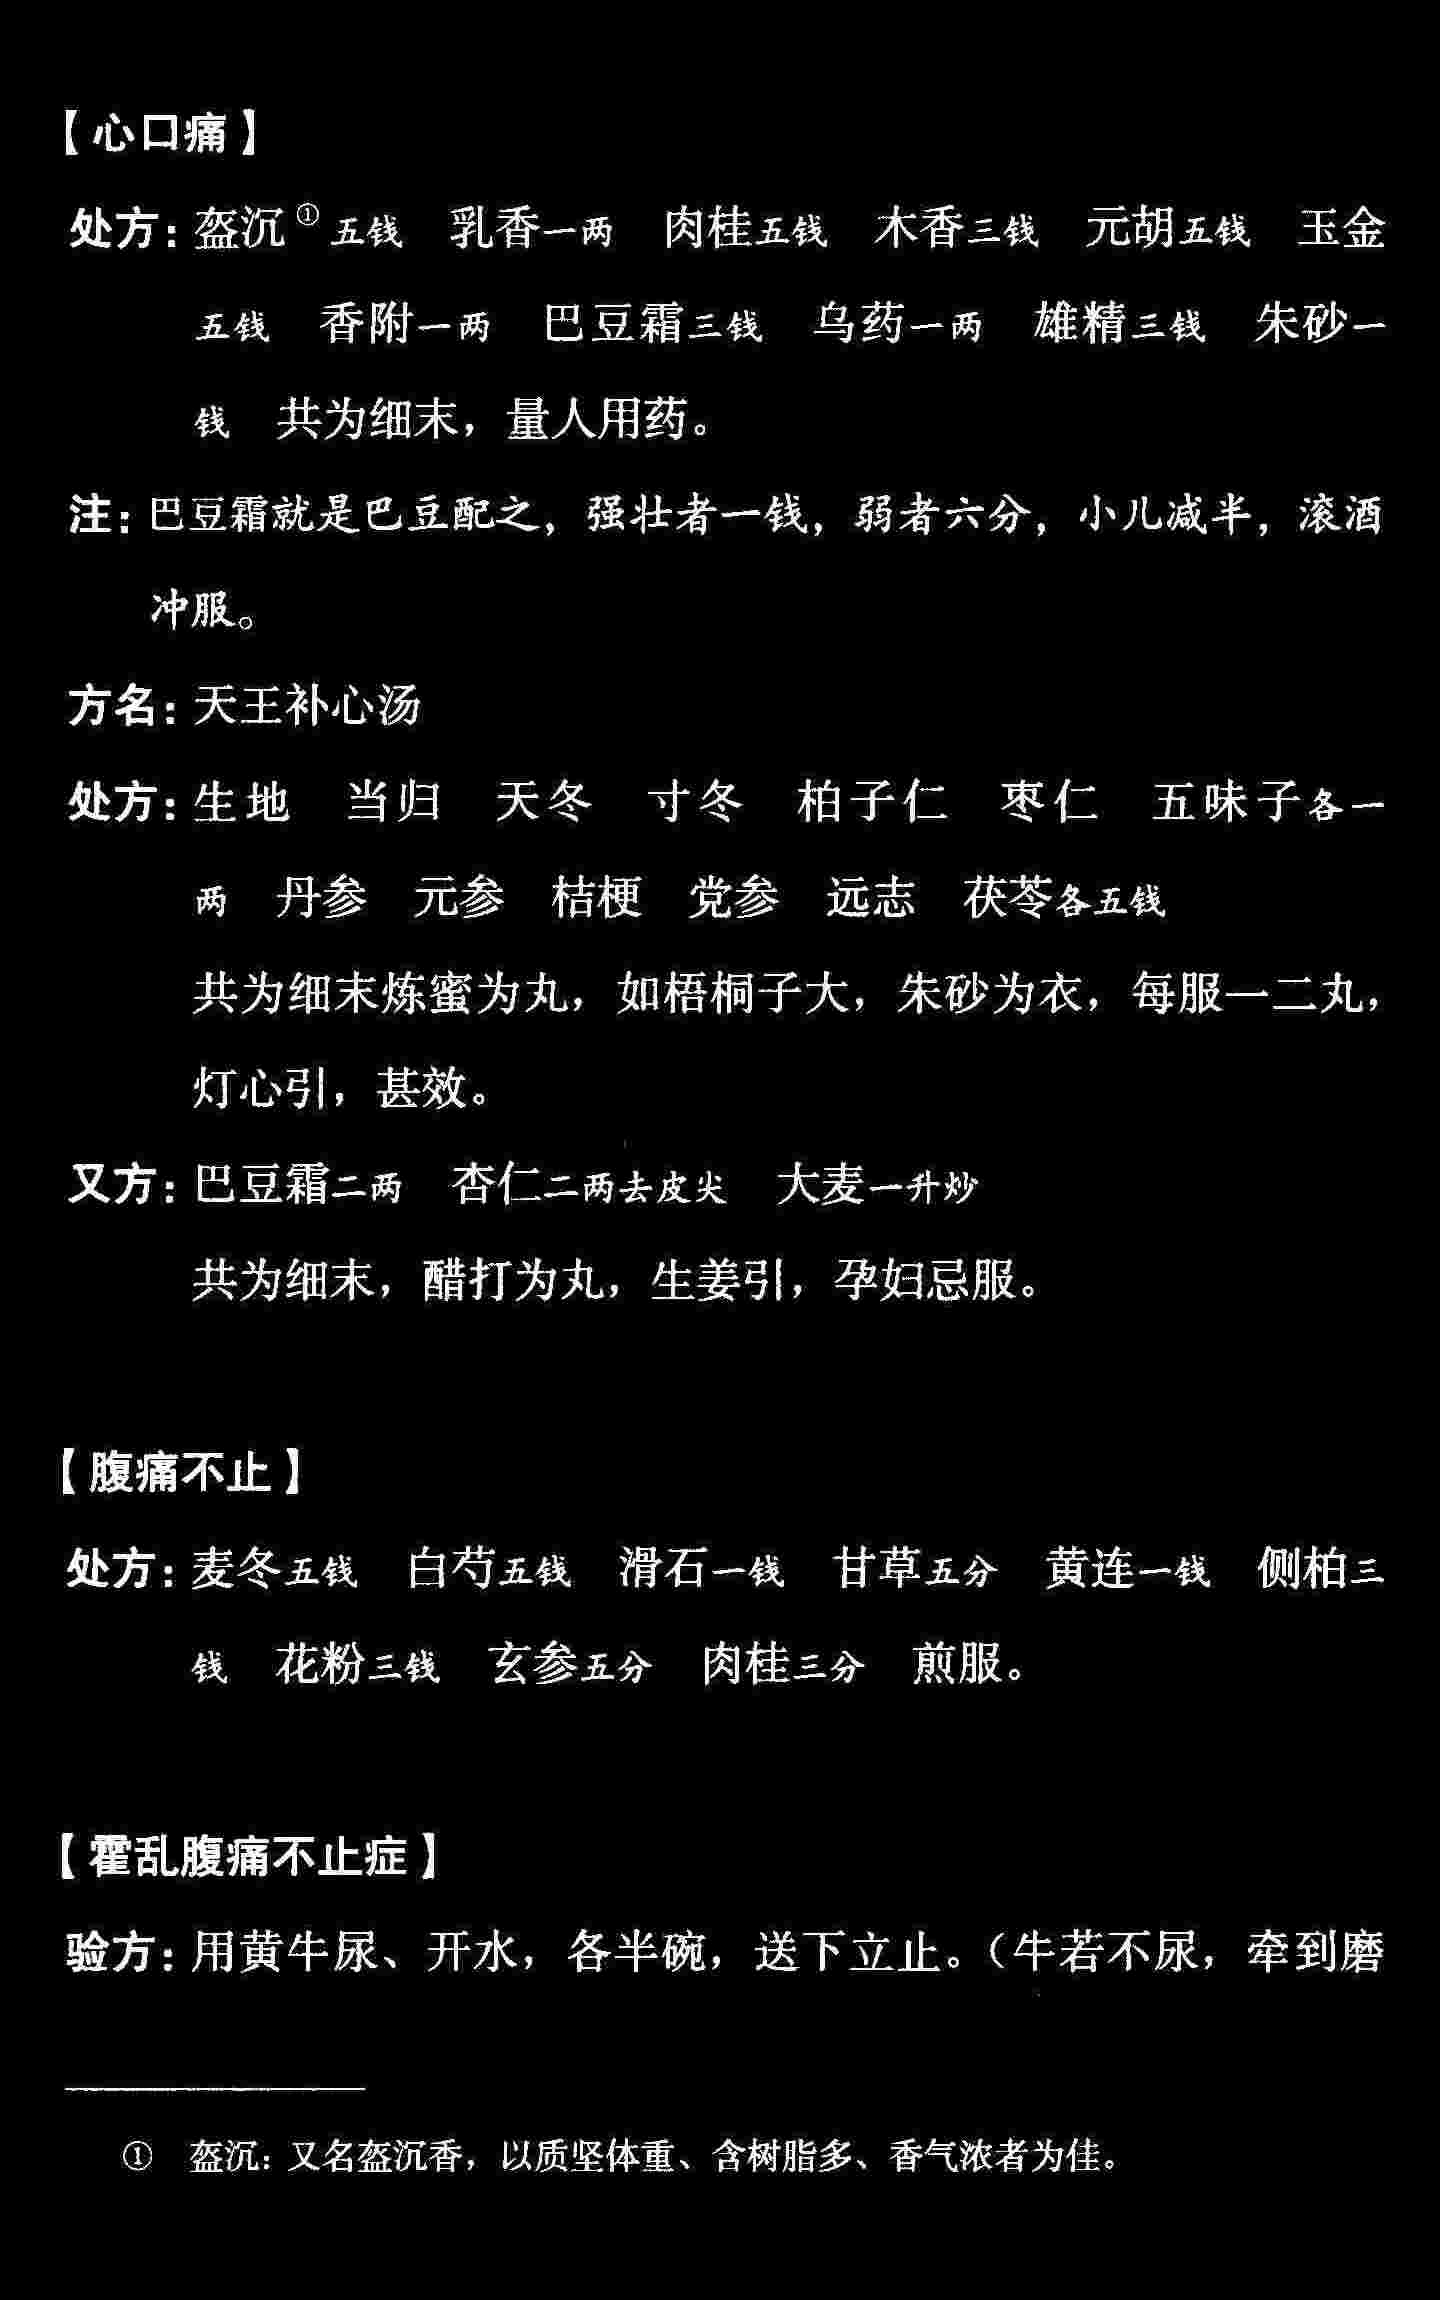 【心口痛】
处方：盔沉①五钱　乳香一两　肉桂五钱　木香三钱　元胡五钱　玉金
五钱　香附一两　巴豆霜三钱　乌药一两　雄精三钱　朱砂一
钱　共为细末，量人用药。
注：巴豆霜就是巴豆配之，强壮者一钱，弱者六分，小儿减半，滚酒
冲服。
方名：天王补心汤
处方：生地　当归　天冬　寸冬　柏子仁　枣仁　五味子各一
两　丹参　元参　桔梗　党参　远志　茯苓各五钱
共为细末炼蜜为丸，如梧桐子大，朱砂为衣，每服一二丸，
灯心引，甚效。
又方：巴豆霜二两　杏仁二两去皮尖　大麦一升炒
共为细末，醋打为丸，生姜引，孕妇忌服。
【腹痛不止】
处方：麦冬五钱　白芍五钱　滑石一钱　甘草五分　黄连一钱　侧柏三
钱　花粉三钱　玄参五分　肉桂三分　煎服。
【霍乱腹痛不止症】
验方：用黄牛尿、开水，各半碗，送下立止。（牛若不尿，牵到磨
①　盔沉：又名盔沉香，以质坚体重、含树脂多、香气浓者为佳。